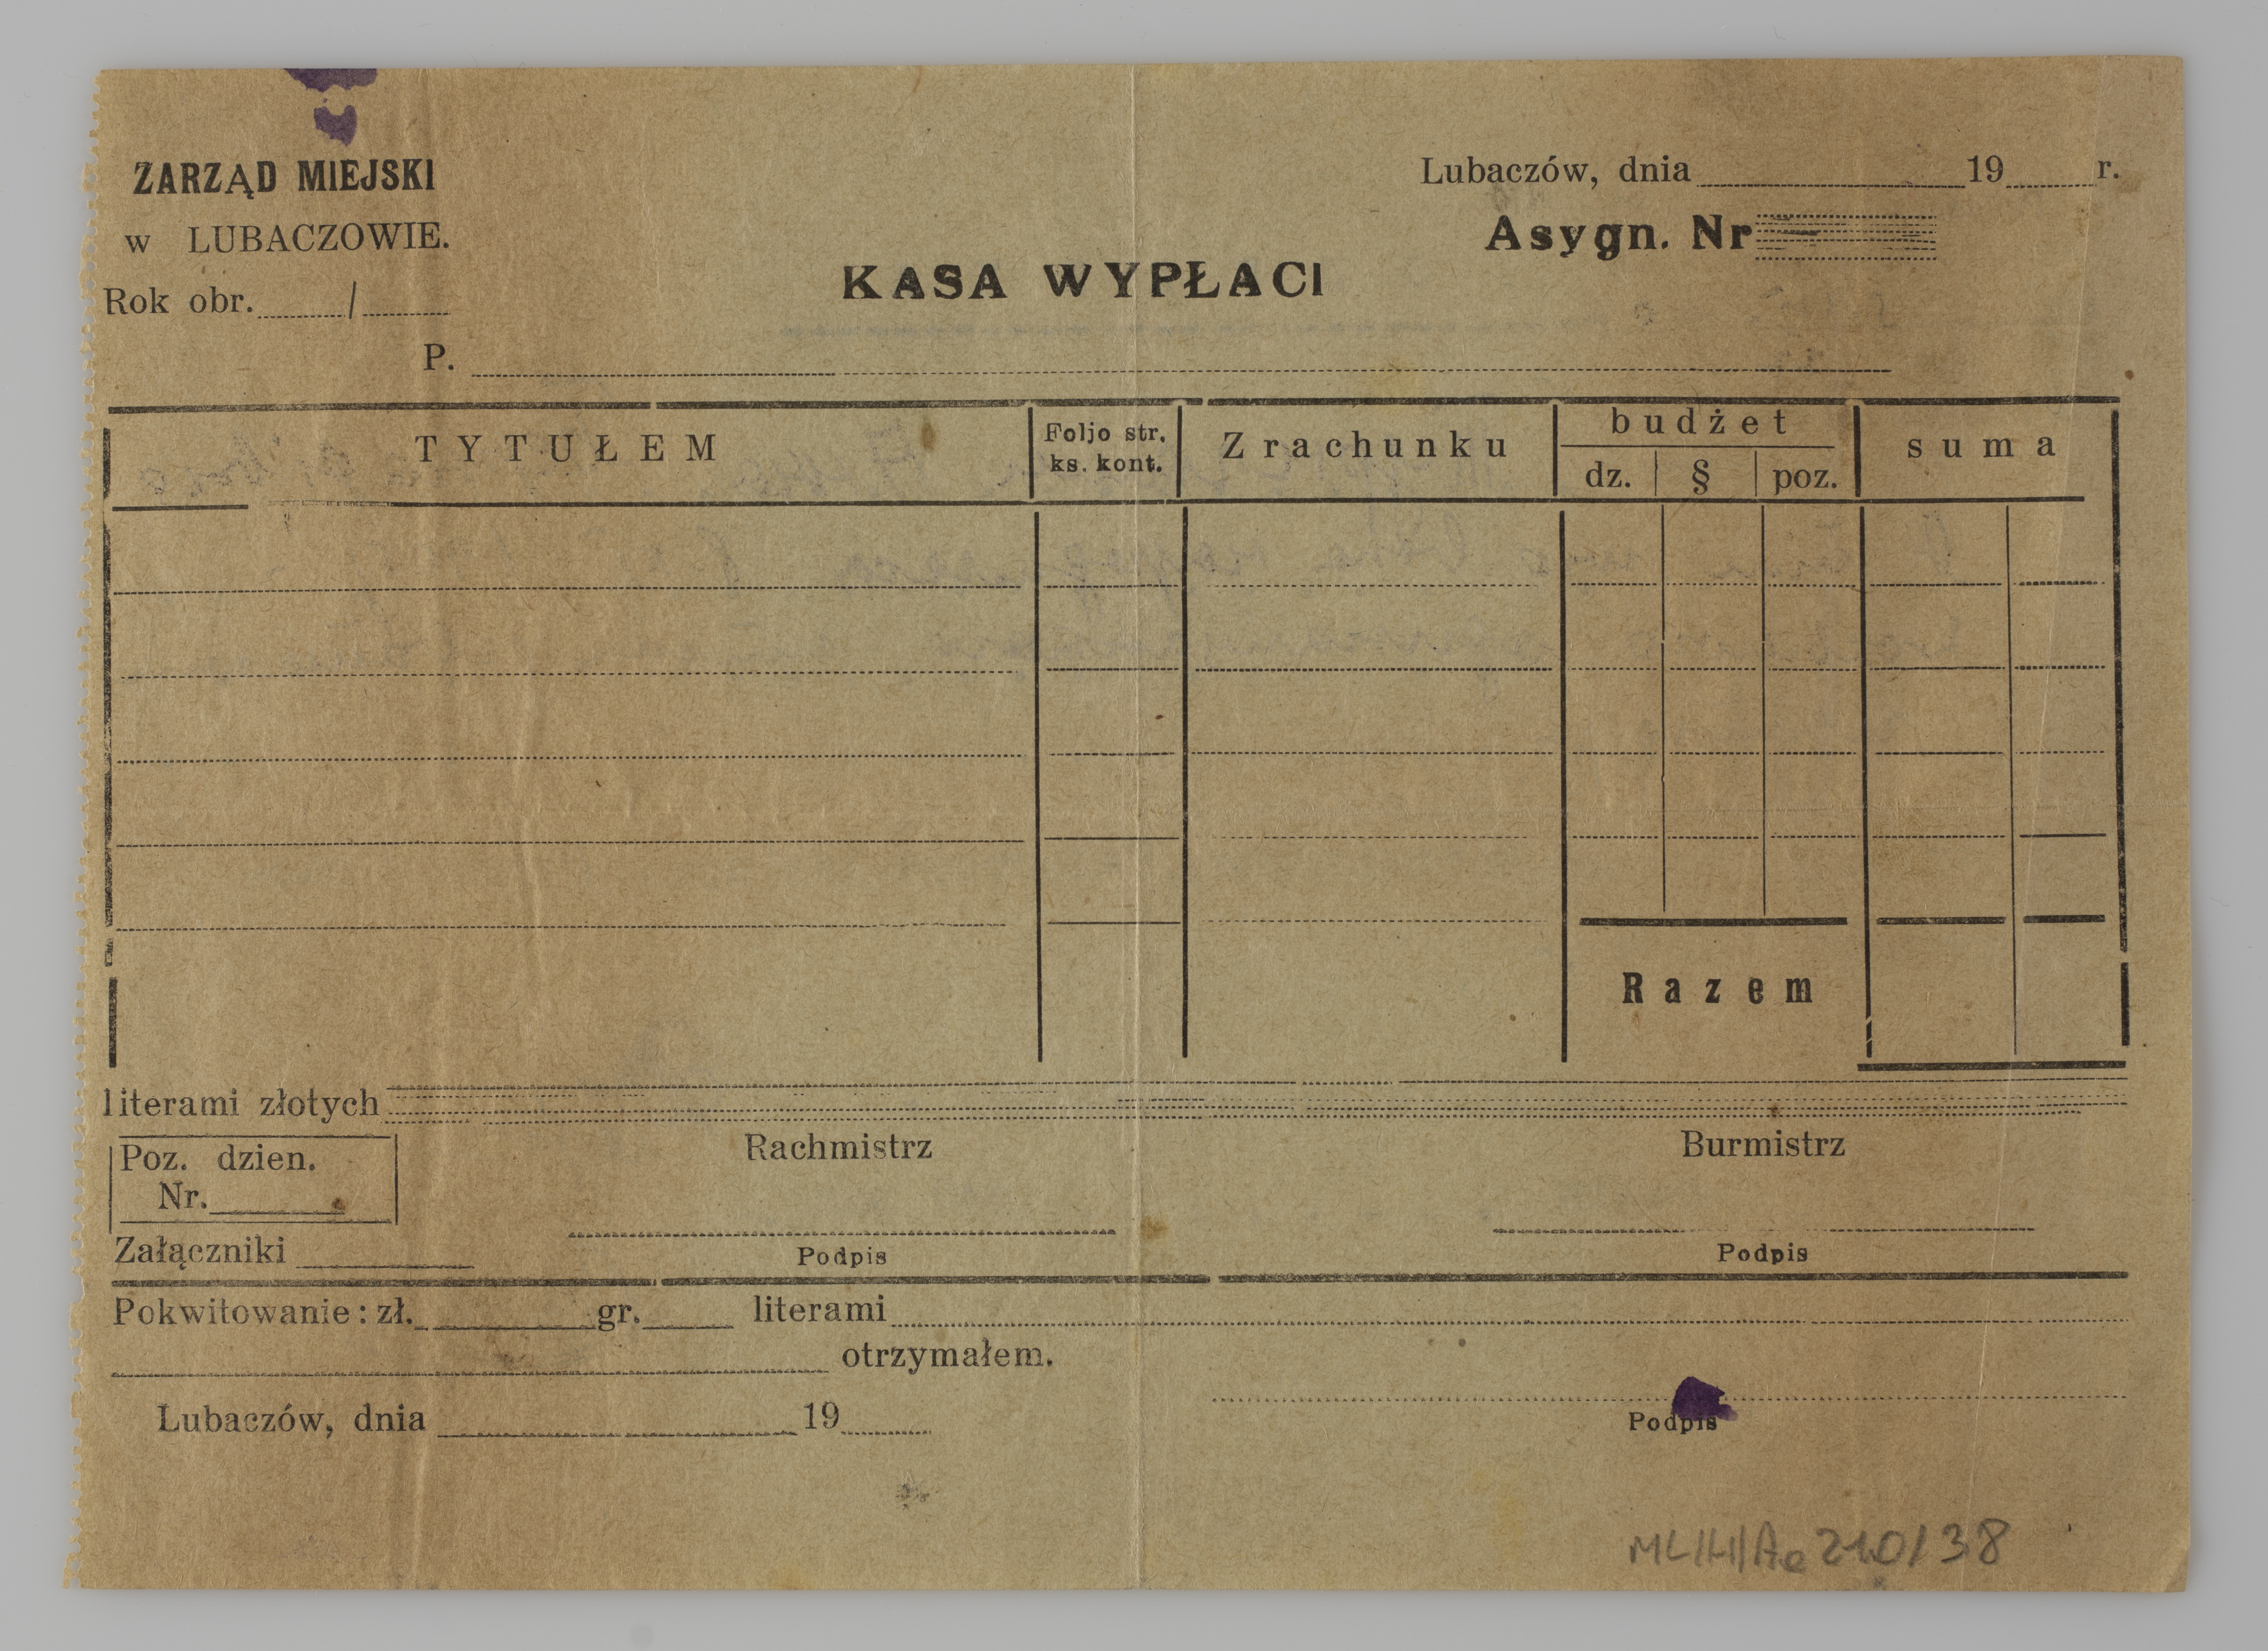 ZARZĄD MIEJSKI
w LUBACZOWIE.
Rok obr. /
Lubaczów, dnia 19 r.
Asygn. Nr
KASA WYPŁACI
P.
TYTUŁEM
Foljo str.
ks. kont.
Z rachunku
budżet
dz. § poz.
suma
Razem
literami złotych
Poz. dzien.
Nr.
Rachmistrz
Burmistrz
Załączniki
Podpis
Podpis
Pokwitowanie: zł. gr. literami
otrzymałem.
Lubaczów, dnia 19
Podpis
ML/H/Ae 210/38